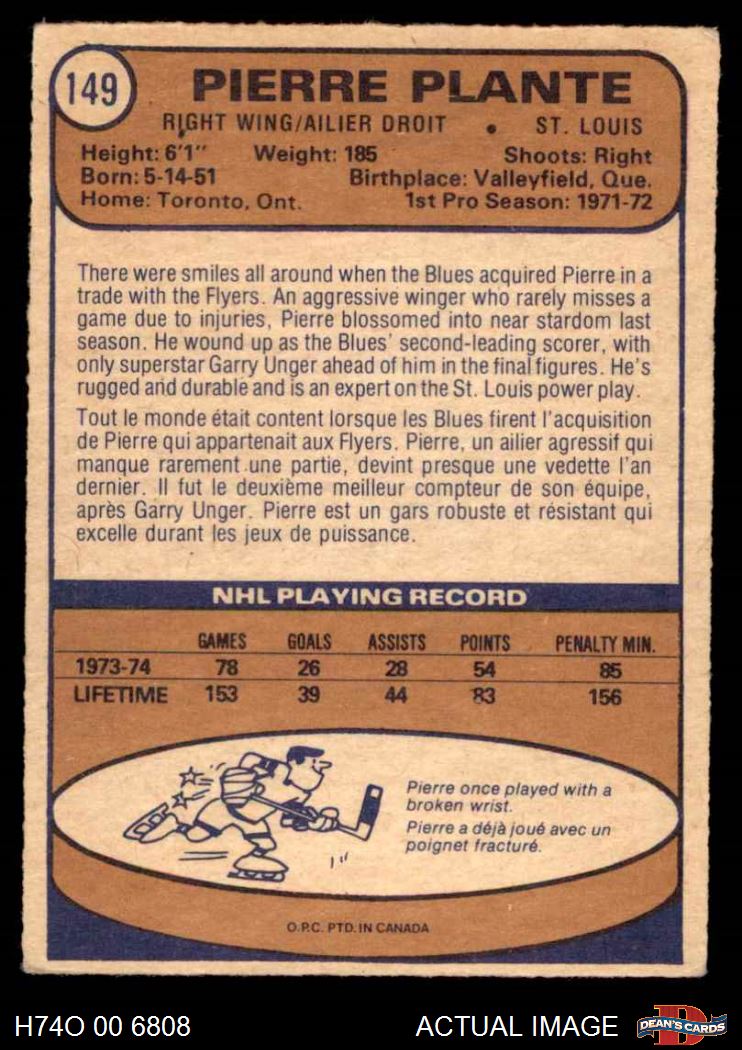 149
PIERRE PLANTE
RIGHT WING/AILIER DROIT • ST. LOUIS
Height: 6'1" Weight: 185 Shoots: Right
Born: 5-14-51 Birthplace: Valleyfield, Que.
Home: Toronto, Ont. 1st Pro Season: 1971-72
There were smiles all around when the Blues acquired Pierre in a
trade with the Flyers. An aggressive winger who rarely misses a
game due to injuries, Pierre blossomed into near stardom last
season. He wound up as the Blues' second-leading scorer, with
only superstar Garry Unger ahead of him in the final figures. He's
rugged and durable and is an expert on the St. Louis power play.
Tout le monde était content lorsque les Blues firent l'acquisition
de Pierre qui appartenait aux Flyers. Pierre, un ailier agressif qui
manque rarement une partie, devint presque une vedette l'an
dernier. Il fut le deuxième meilleur compteur de son équipe,
après Garry Unger. Pierre est un gars robuste et résistant qui
excelle durant les jeux de puissance.
NHL PLAYING RECORD
GAMES GOALS ASSISTS POINTS PENALTY MIN.
1973-74 78 26 28 54 85
LIFETIME 153 39 44 83 156
Pierre once played with a
broken wrist.
Pierre a déjà joué avec un
poignet fracturé.
O.P.C. PTD. IN CANADA
H74O 00 6808 ACTUAL IMAGE DEAN'S CARDS